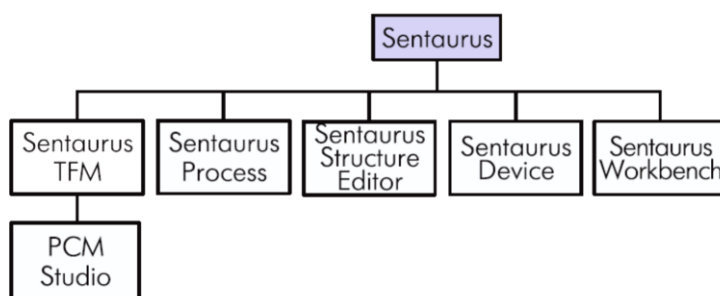 Sentaurus
Sentaurus
TFM
Sentaurus
Process
Sentaurus
Structure
Editor
Sentaurus
Device
Sentaurus
Workbench
PCM
Studio